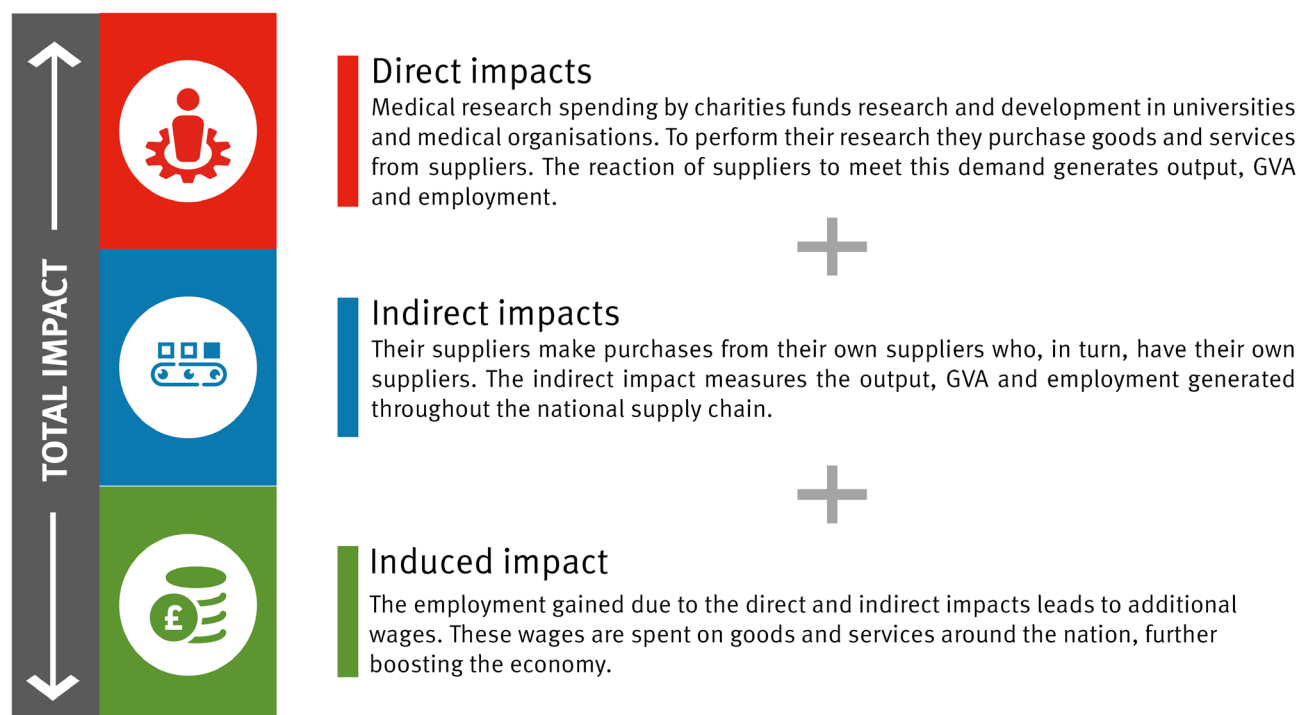 TOTAL IMPACT
Direct impacts
Medical research spending by charities funds research and development in universities
and medical organisations. To perform their research they purchase goods and services
from suppliers. The reaction of suppliers to meet this demand generates output, GVA
and employment.
+
Indirect impacts
Their suppliers make purchases from their own suppliers who, in turn, have their own
suppliers. The indirect impact measures the output, GVA and employment generated
throughout the national supply chain.
+
£
Induced impact
The employment gained due to the direct and indirect impacts leads to additional
wages. These wages are spent on goods and services around the nation, further
boosting the economy.